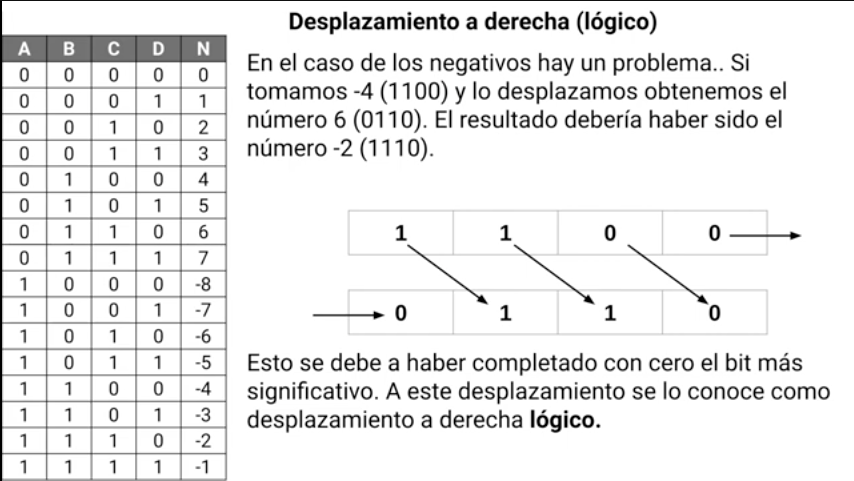 Desplazamiento a derecha (lógico)
A B C D N
0 0 0 0 0
0 0 0 1 1
0 0 1 0 2
0 0 1 1 3
0 1 0 0 4
0 1 0 1 5
0 1 1 0 6
0 1 1 1 7
1 0 0 0 -8
1 0 0 1 -7
1 0 1 0 -6
1 0 1 1 -5
1 1 0 0 -4
1 1 0 1 -3
1 1 1 0 -2
1 1 1 1 -1
En el caso de los negativos hay un problema.. Si
tomamos -4 (1100) y lo desplazamos obtenemos el
número 6 (0110). El resultado debería haber sido el
número -2 (1110).
1 1 0 0
0 1 1 0
Esto se debe a haber completado con cero el bit más
significativo. A este desplazamiento se lo conoce como
desplazamiento a derecha lógico.